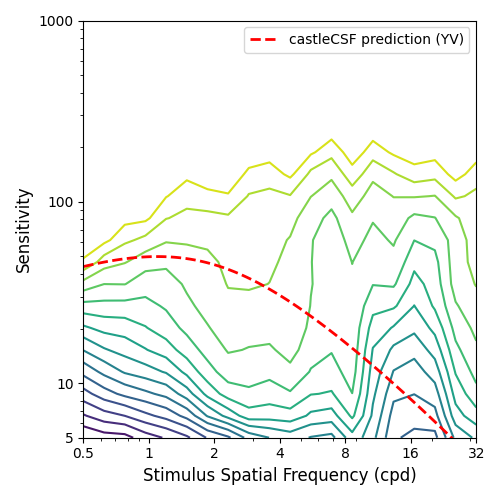 1000
castleCSF prediction (YV)
100
10
5
Sensitivity
0.5 1 2 4 8 16 32
Stimulus Spatial Frequency (cpd)